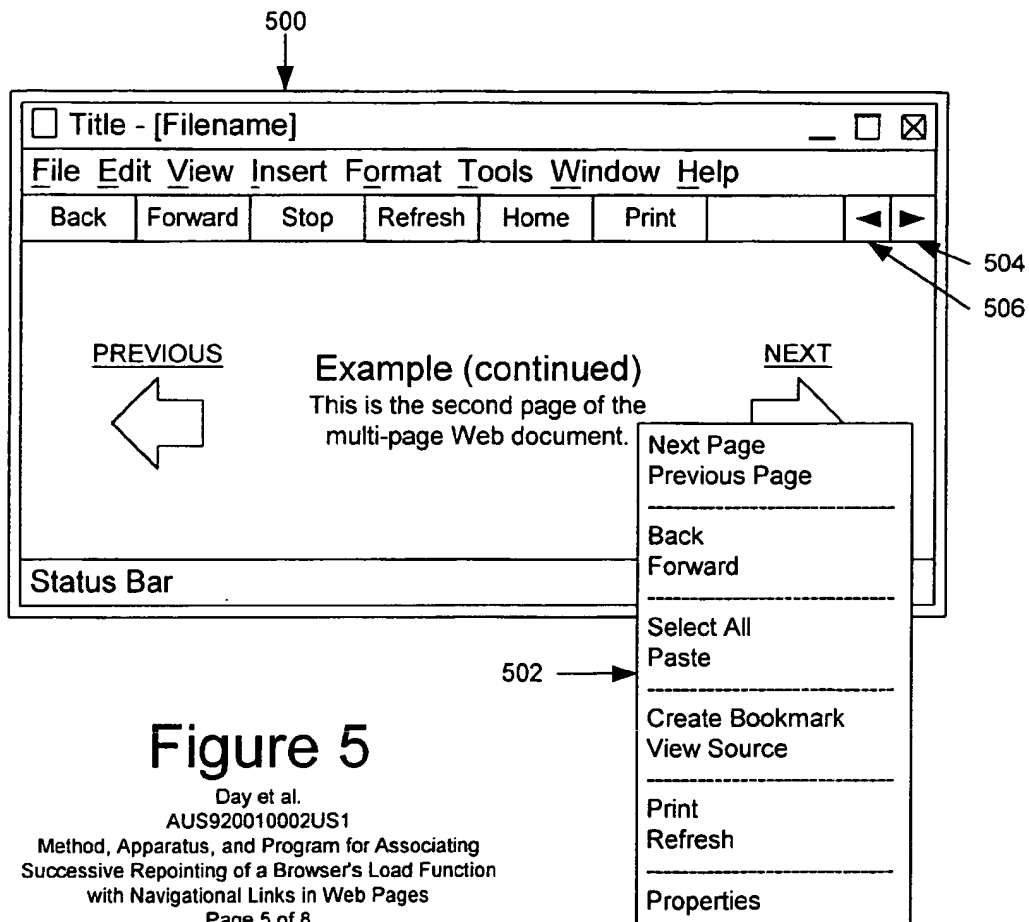 500
Title - [Filename]
File Edit View Insert Format Tools Window Help
Back Forward Stop Refresh Home Print
504
506
PREVIOUS
NEXT
Example (continued)
This is the second page of the
multi-page Web document.
Next Page
Previous Page
Back
Forward
Status Bar
Select All
Paste
502
Create Bookmark
View Source
Print
Refresh
Properties
Figure 5
Day et al.
AUS920010002US1
Method, Apparatus, and Program for Associating
Successive Repointing of a Browser's Load Function
with Navigational Links in Web Pages
Page 5 of 8